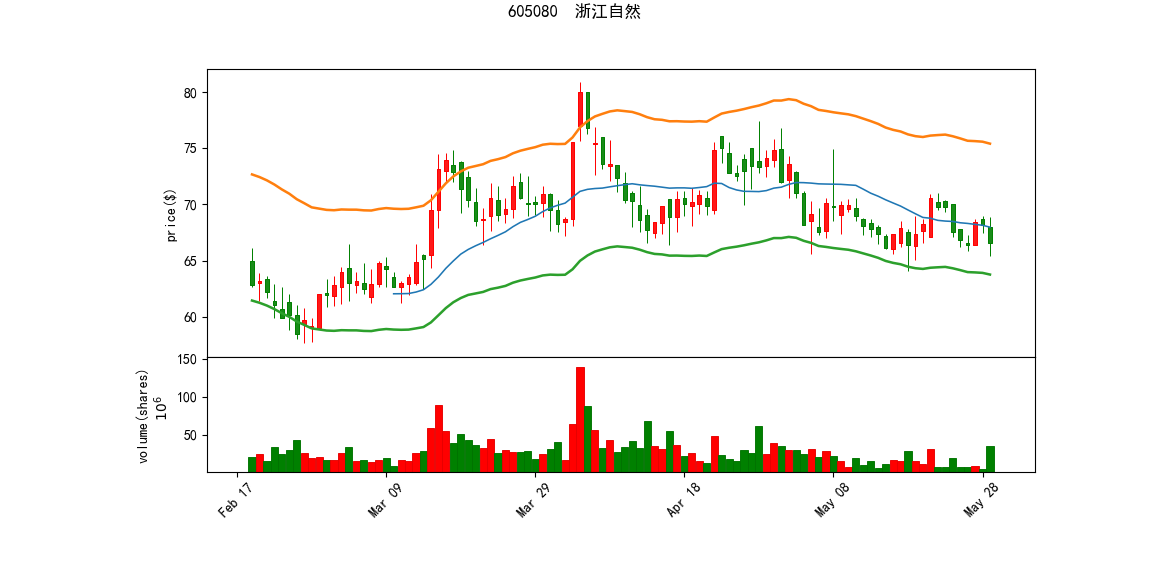 605080 浙江自然
price($)
80
75
70
65
60
volume(shares)
10^6
150
100
50
Feb 17
Mar 09
Mar 29
Apr 18
May 08
May 28